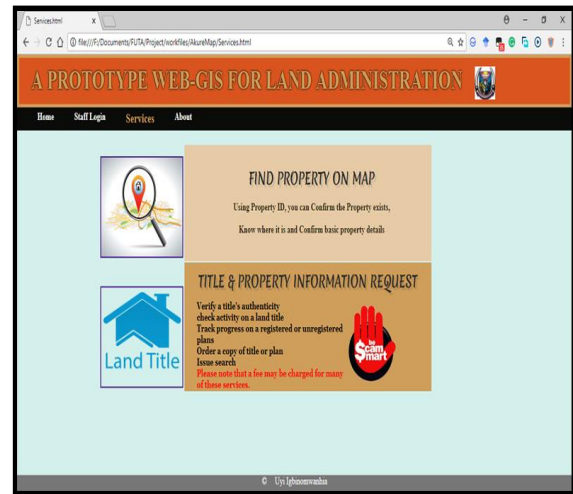 Services.html
file:///F:/Documents/FUTA/Project/workfiles/AkureMap/Services.html
A PROTOTYPE WEB-GIS FOR LAND ADMINISTRATION
Home Staff Login Services About
FIND PROPERTY ON MAP
Using Property ID, you can Confirm the Property exists,
Know where it is and Confirm basic property details
TITLE & PROPERTY INFORMATION REQUEST
Verify a title's authenticity
check activity on a land title
Track progress on a registered or unregistered
plans
Order a copy of title or plan
Issue search
Please note that a fee may be charged for many
of these services.
be
Scam
Smart
Land Title
© Uyi Igbinomwanhia